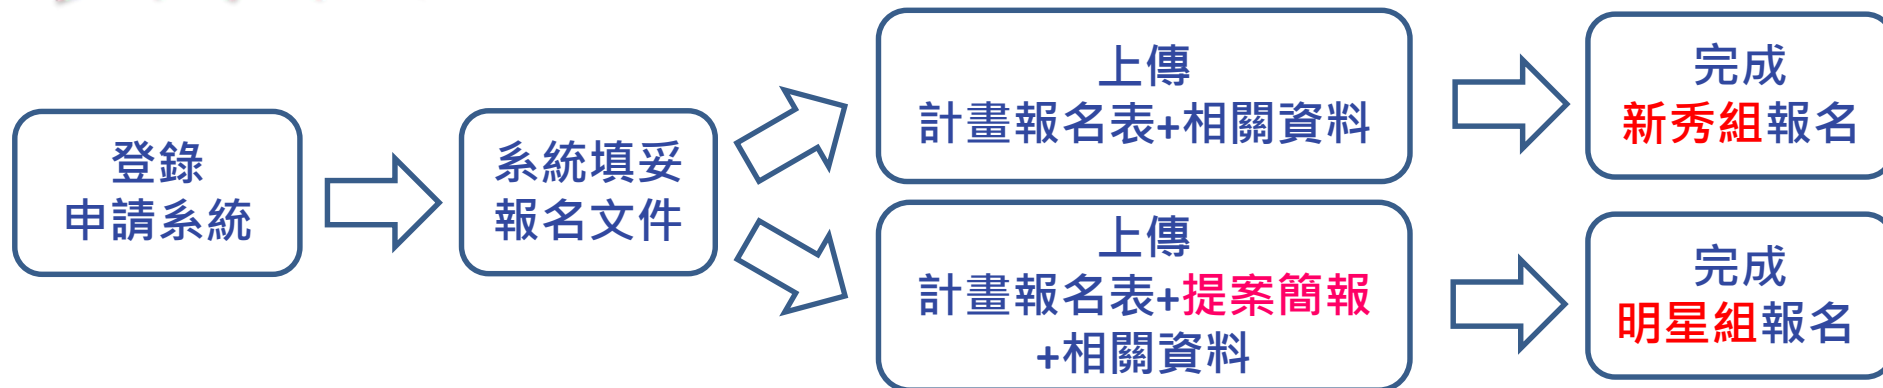 登錄
申請系統
系統填妥
報名文件
上傳
計畫報名表+相關資料
完成
新秀組報名
上傳
計畫報名表+提案簡報
+相關資料
完成
明星組報名